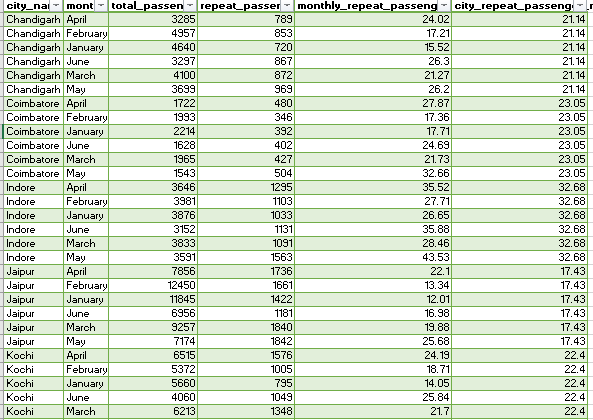 city_na mont total_passen repeat_passer monthly_repeat_passeng city_repeat_passeng
Chandigarh April 3285 789 24.02 21.14
Chandigarh February 4957 853 17.21 21.14
Chandigarh January 4640 720 15.52 21.14
Chandigarh June 3297 867 26.3 21.14
Chandigarh March 4100 872 21.27 21.14
Chandigarh May 3699 969 26.2 21.14
Coimbatore April 1722 480 27.87 23.05
Coimbatore February 1993 346 17.36 23.05
Coimbatore January 2214 392 17.71 23.05
Coimbatore June 1628 402 24.69 23.05
Coimbatore March 1965 427 21.73 23.05
Coimbatore May 1543 504 32.66 23.05
Indore April 3646 1295 35.52 32.68
Indore February 3981 1103 27.71 32.68
Indore January 3876 1033 26.65 32.68
Indore June 3152 1131 35.88 32.68
Indore March 3833 1091 28.46 32.68
Indore May 3591 1563 43.53 32.68
Jaipur April 7856 1736 22.1 17.43
Jaipur February 12450 1661 13.34 17.43
Jaipur January 11845 1422 12.01 17.43
Jaipur June 6956 1181 16.98 17.43
Jaipur March 9257 1840 19.88 17.43
Jaipur May 7174 1842 25.68 17.43
Kochi April 6515 1576 24.19 22.4
Kochi February 5372 1005 18.71 22.4
Kochi January 5660 795 14.05 22.4
Kochi June 4060 1049 25.84 22.4
Kochi March 6213 1348 21.7 22.4